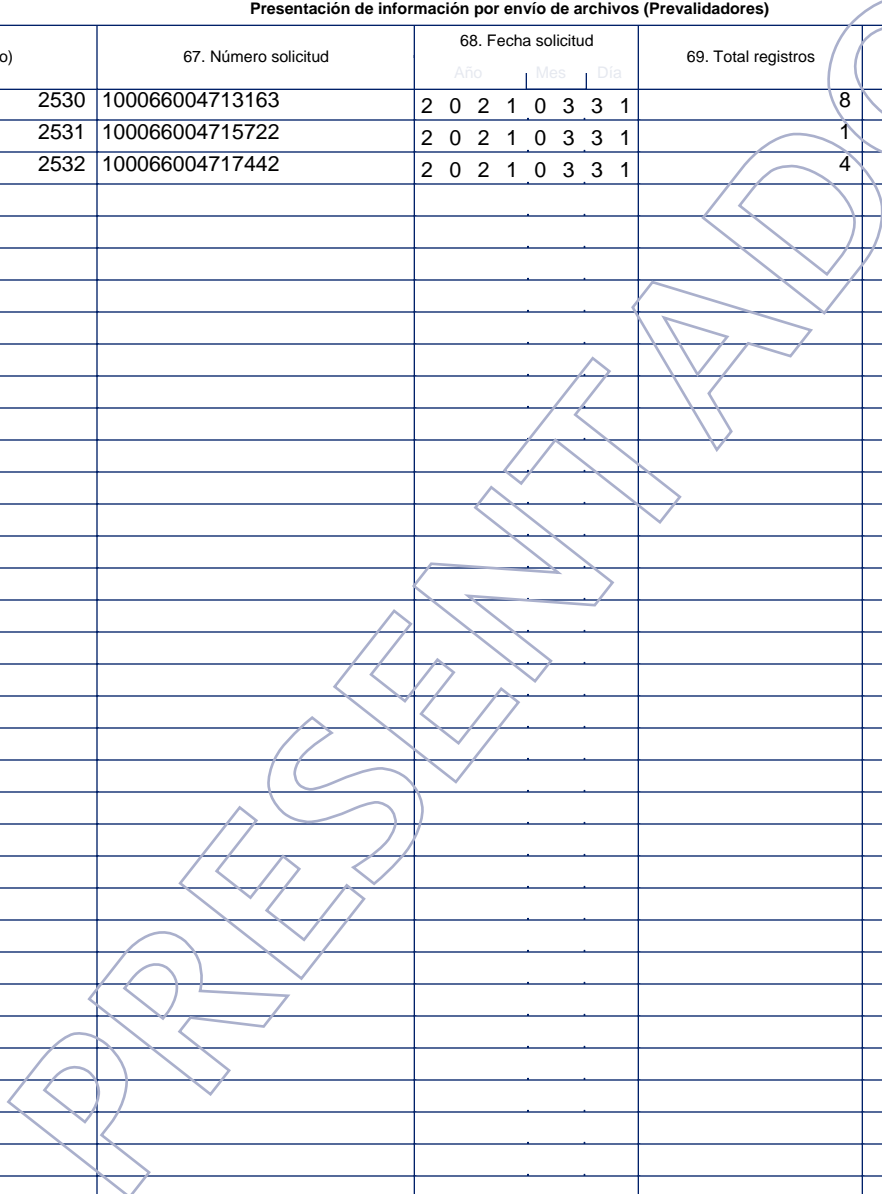 Presentación de información por envío de archivos (Prevalidadores)
o) 67. Número solicitud 68. Fecha solicitud 69. Total registros
Año Mes Día
2530 100066004713163 2 0 2 1 0 3 3 1 8
2531 100066004715722 2 0 2 1 0 3 3 1 1
2532 100066004717442 2 0 2 1 0 3 3 1 4
PRESENTADO